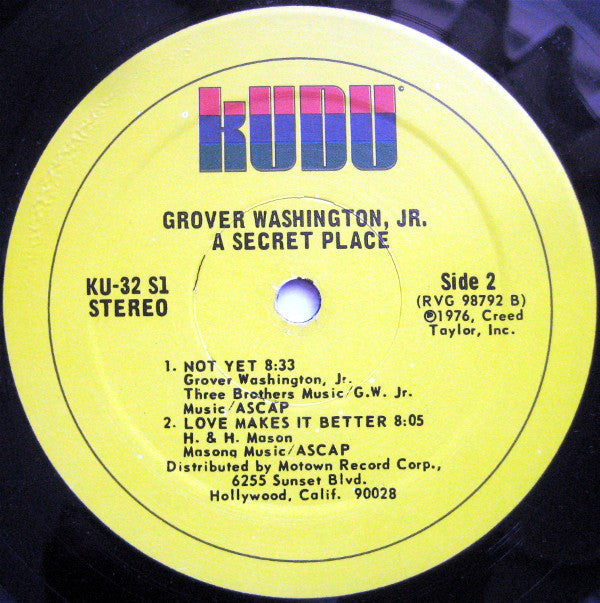 kUDU
GROVER WASHINGTON, JR.
A SECRET PLACE
KU-32 S1
STEREO
Side 2
(RVG 98792 B)
℗1976, Creed
Taylor, Inc.
1. NOT YET 8:33
Grover Washington, Jr.
Three Brothers Music/G.W. Jr.
Music/ASCAP
2. LOVE MAKES IT BETTER 8:05
H. & H. Mason
Masong Music/ASCAP
Distributed by Motown Record Corp.,
6255 Sunset Blvd.
Hollywood, Calif. 90028